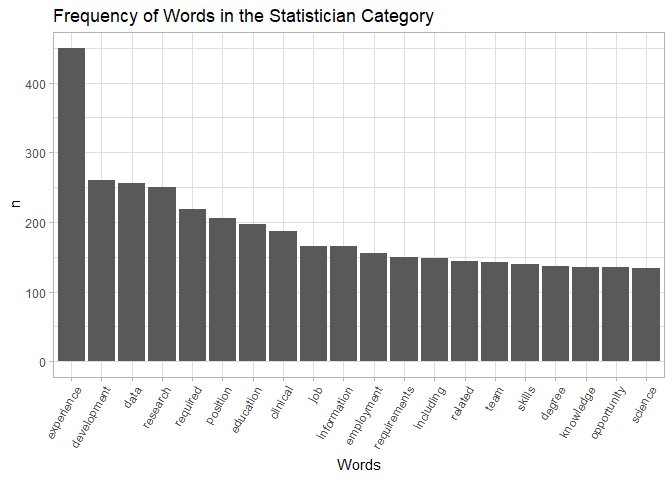 Frequency of Words in the Statistician Category
n
400
300
200
100
0
experience
development
data
research
required
position
education
clinical
job
information
employment
requirements
including
related
team
skills
degree
knowledge
opportunity
science
Words